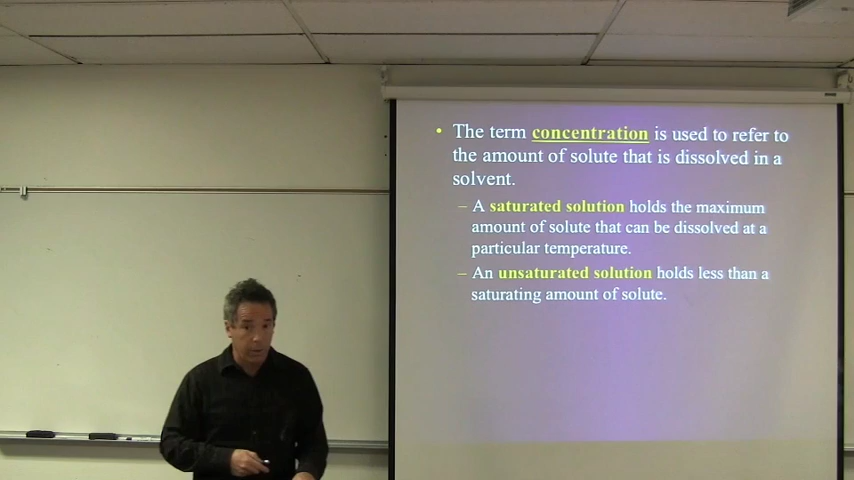 • The term concentration is used to refer to
the amount of solute that is dissolved in a
solvent.
– A saturated solution holds the maximum
amount of solute that can be dissolved at a
particular temperature.
– An unsaturated solution holds less than a
saturating amount of solute.